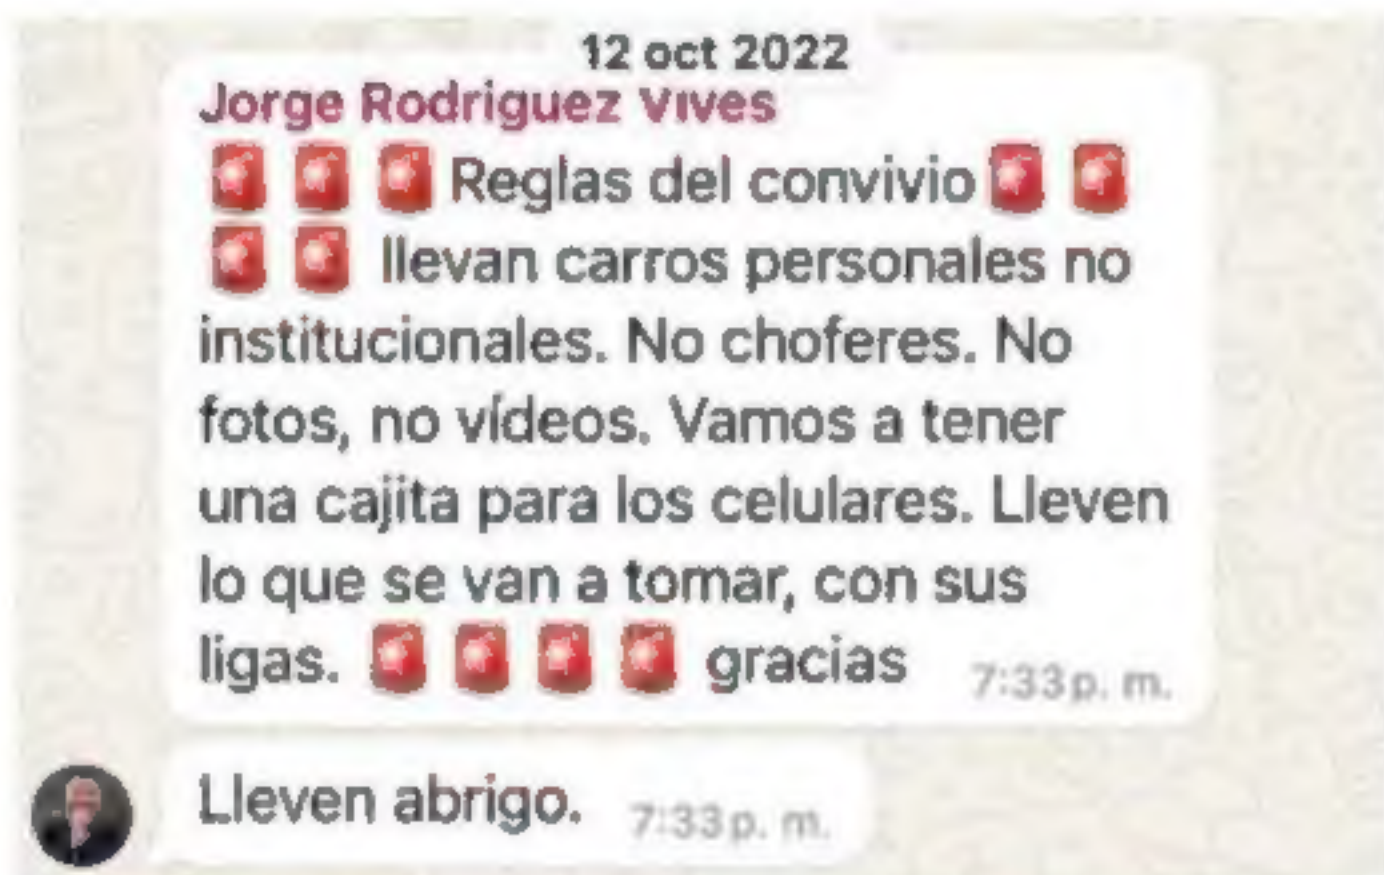 12 oct 2022
Jorge Rodriguez Vives
🚨 🚨 🚨 Reglas del convivio 🚨 🚨
🚨 🚨 llevan carros personales no
institucionales. No choferes. No
fotos, no vídeos. Vamos a tener
una cajita para los celulares. Lleven
lo que se van a tomar, con sus
ligas. 🚨 🚨 🚨 🚨 gracias 7:33 p. m.
Lleven abrigo. 7:33 p. m.